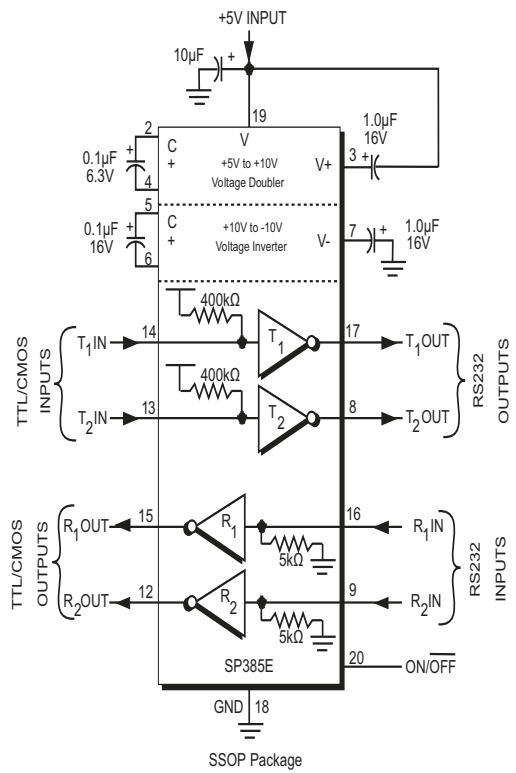 +5V INPUT
10µF
+
19
2
C
+
V
+5V to +10V
Voltage Doubler
V+
3
+
1.0µF
16V
0.1µF
6.3V
+
4
5
C
+
+10V to -10V
Voltage Inverter
V-
7
+
1.0µF
16V
0.1µF
16V
+
6
400kΩ
T1IN
14
T1
17
T1OUT
400kΩ
T2IN
13
T2
8
T2OUT
TTL/CMOS
INPUTS
RS232
OUTPUTS
R1OUT
15
R1
16
R1IN
5kΩ
R2OUT
12
R2
9
R2IN
5kΩ
TTL/CMOS
OUTPUTS
RS232
INPUTS
SP385E
20
ON/OFF
GND
18
SSOP Package